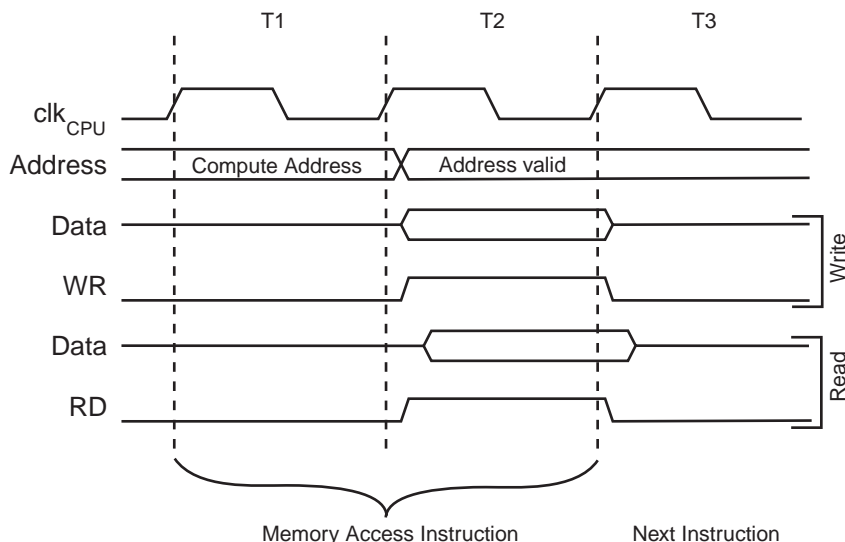 T1 T2 T3
clkCPU
Address Compute Address Address valid
Data
WR
Write
Data
RD
Read
Memory Access Instruction Next Instruction